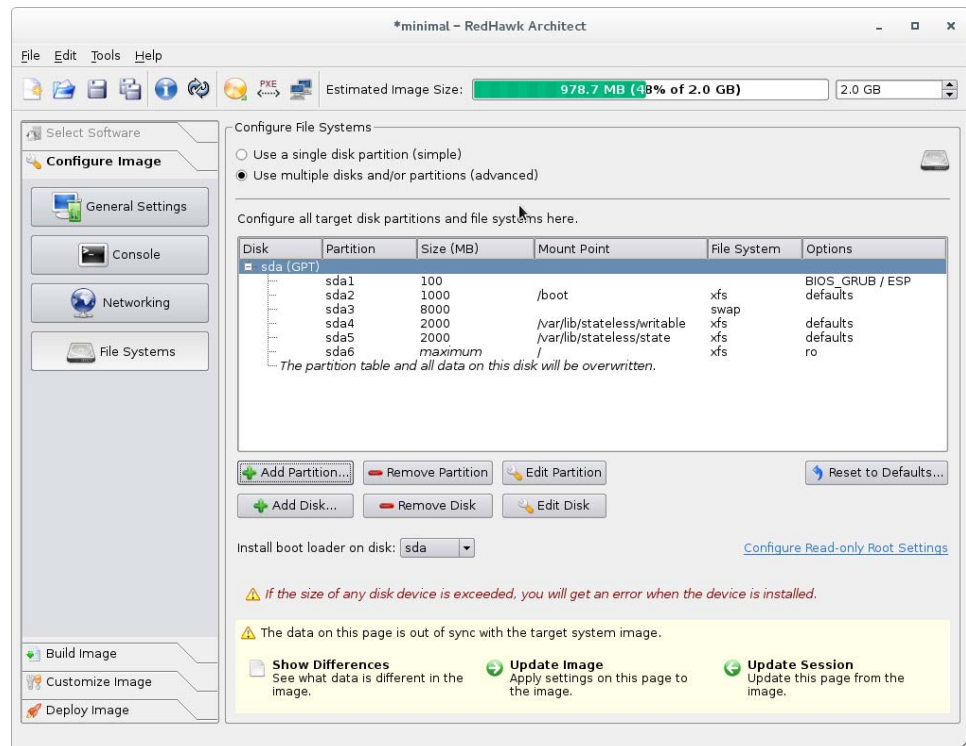 *minimal – RedHawk Architect
File Edit Tools Help
PXE
Estimated Image Size: 978.7 MB (48% of 2.0 GB) 2.0 GB
Select Software
Configure Image
General Settings
Console
Networking
File Systems
Build Image
Customize Image
Deploy Image
Configure File Systems
Use a single disk partition (simple)
Use multiple disks and/or partitions (advanced)
Configure all target disk partitions and file systems here.
Disk Partition Size (MB) Mount Point File System Options
sda (GPT)
sda1 100 BIOS_GRUB / ESP
sda2 1000 /boot xfs defaults
sda3 8000 swap
sda4 2000 /var/lib/stateless/writable xfs defaults
sda5 2000 /var/lib/stateless/state xfs defaults
sda6 maximum / xfs ro
The partition table and all data on this disk will be overwritten.
Add Partition... Remove Partition Edit Partition Reset to Defaults...
Add Disk... Remove Disk Edit Disk
Install boot loader on disk: sda Configure Read-only Root Settings
If the size of any disk device is exceeded, you will get an error when the device is installed.
The data on this page is out of sync with the target system image.
Show Differences
See what data is different in the
image.
Update Image
Apply settings on this page to
the image.
Update Session
Update this page from the
image.